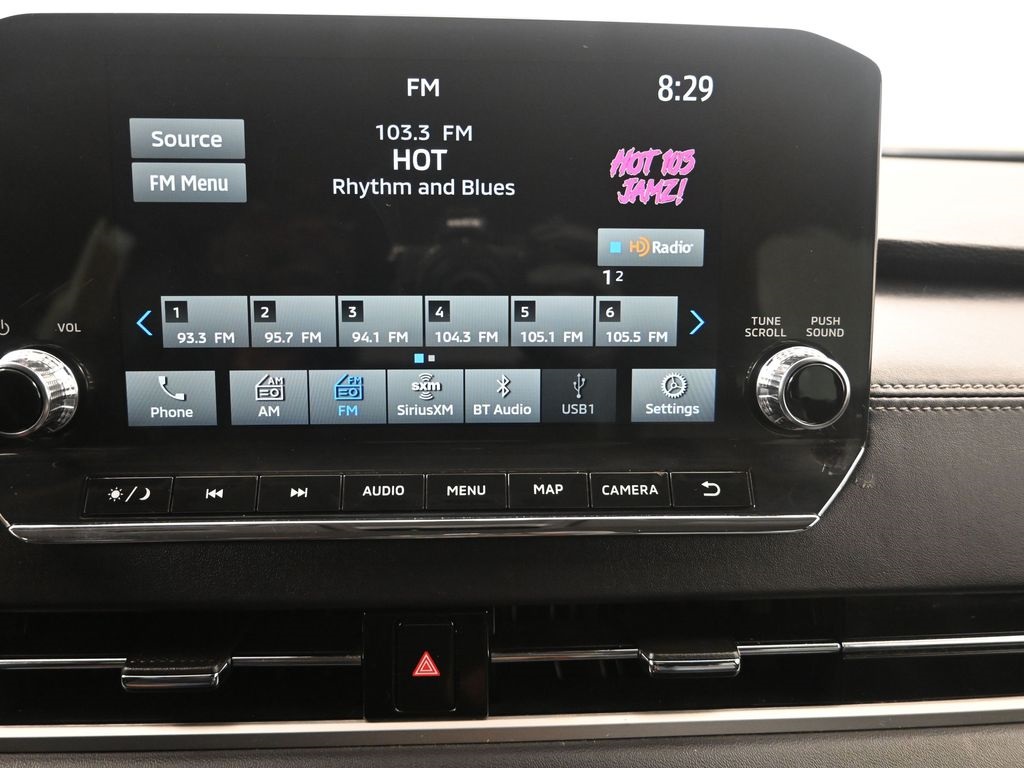 FM
8:29
Source
103.3 FM
HOT
Rhythm and Blues
FM Menu
HOT 103
JAMZ!
HD Radio
1 2
1
93.3 FM
2
95.7 FM
3
94.1 FM
4
104.3 FM
5
105.1 FM
6
105.5 FM
VOL
TUNE
SCROLL
PUSH
SOUND
Phone
AM
AM
FM
FM
sxm
SiriusXM
BT Audio
USB1
Settings
AUDIO
MENU
MAP
CAMERA